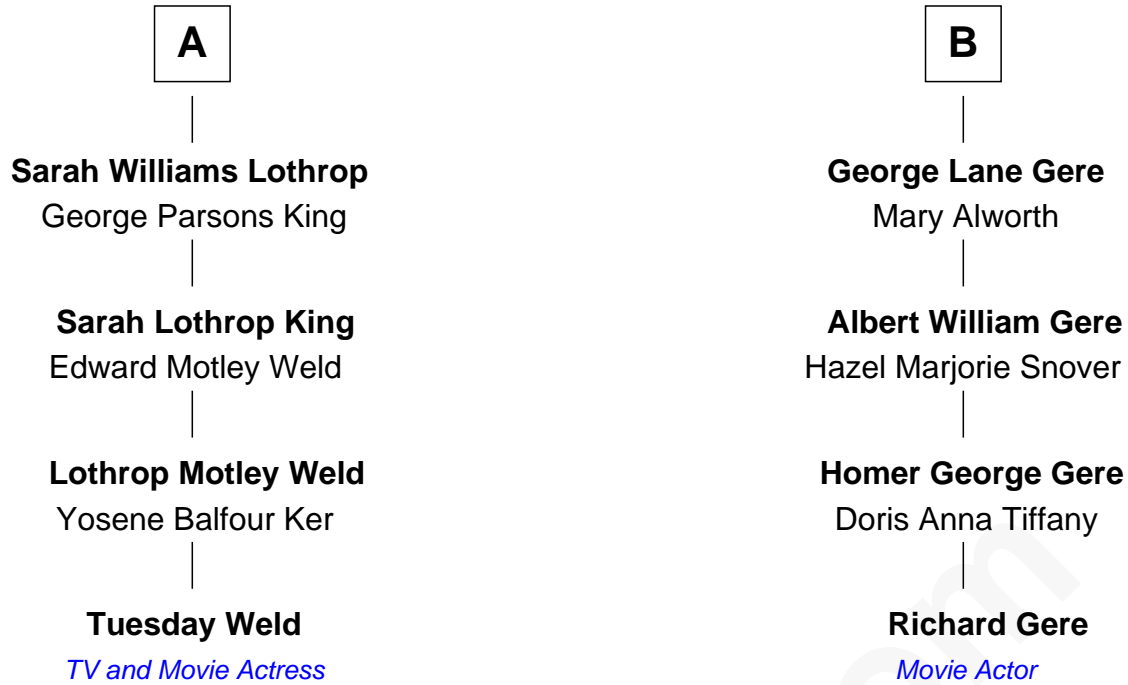 A
Sarah Williams Lothrop
George Parsons King
Sarah Lothrop King
Edward Motley Weld
Lothrop Motley Weld
Yosene Balfour Ker
Tuesday Weld
TV and Movie Actress
B
George Lane Gere
Mary Alworth
Albert William Gere
Hazel Marjorie Snover
Homer George Gere
Doris Anna Tiffany
Richard Gere
Movie Actor